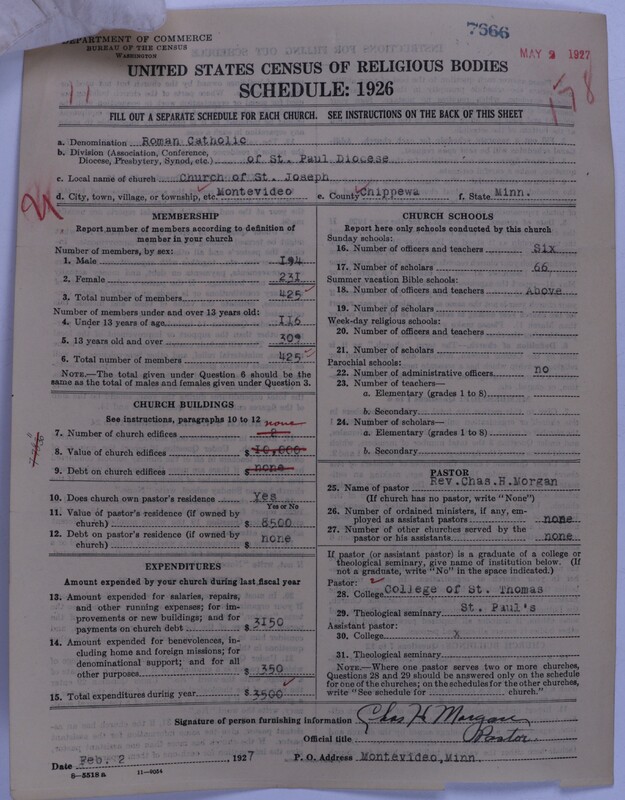 DEPARTMENT OF COMMERCE
BUREAU OF THE CENSUS
WASHINGTON
7666
MAY 2 1927
UNITED STATES CENSUS OF RELIGIOUS BODIES
SCHEDULE: 1926
11
178
FILL OUT A SEPARATE SCHEDULE FOR EACH CHURCH. SEE INSTRUCTIONS ON THE BACK OF THIS SHEET
a. Denomination Roman Catholic
b. Division (Association, Conference,
Diocese, Presbytery, Synod, etc.) of St. Paul Diocese
c. Local name of church Church of St. Joseph
d. City, town, village, or township, etc. Montevideo e. County Chippewa f. State Minn.
MEMBERSHIP
Report number of members according to definition of
member in your church
Number of members, by sex:
1. Male 194
2. Female 231
3. Total number of members 425
Number of members under and over 13 years old:
4. Under 13 years of age 116
5. 13 years old and over 309
6. Total number of members 425
NOTE.—The total given under Question 6 should be the
same as the total of males and females given under Question 3.
CHURCH BUILDINGS
See instructions, paragraphs 10 to 12
none
7. Number of church edifices
8. Value of church edifices $ 10,000
9. Debt on church edifices $ none
10. Does church own pastor's residence Yes
Yes or No
11. Value of pastor's residence (if owned by
church) $ 8500
12. Debt on pastor's residence (if owned by
church) $ none
EXPENDITURES
Amount expended by your church during last fiscal year
13. Amount expended for salaries, repairs,
and other running expenses; for im-
provements or new buildings; and for
payments on church debt $ 3150
14. Amount expended for benevolences, in-
cluding home and foreign missions; for
denominational support; and for all
other purposes $ 350
15. Total expenditures during year $ 3500
CHURCH SCHOOLS
Report here only schools conducted by this church
Sunday schools:
16. Number of officers and teachers Six
17. Number of scholars 66
Summer vacation Bible schools:
18. Number of officers and teachers Above
19. Number of scholars
Week-day religious schools:
20. Number of officers and teachers
21. Number of scholars
Parochial schools:
22. Number of administrative officers no
23. Number of teachers—
a. Elementary (grades 1 to 8)
b. Secondary
24. Number of scholars—
a. Elementary (grades 1 to 8)
b. Secondary
PASTOR
25. Name of pastor Rev.Chas.H.Morgan
(If church has no pastor, write "None")
26. Number of ordained ministers, if any, em-
ployed as assistant pastors none
27. Number of other churches served by the
pastor or his assistants none
If pastor (or assistant pastor) is a graduate of a college or
theological seminary, give name of institution below. (If
not a graduate, write "No" in the space indicated.)
Pastor:
28. College College of St. Thomas
29. Theological seminary St. Paul's
Assistant pastor:
30. College X
31. Theological seminary
NOTE.—Where one pastor serves two or more churches,
Questions 28 and 29 should be answered only on the schedule
for one of the churches; on the schedules for the other churches,
write "See schedule for church."
Signature of person furnishing information Chas H Morgan
Official title Pastor.
Date Feb. 2, 1927 P. O. Address Montevideo, Minn.
8—5518 a 11—9054